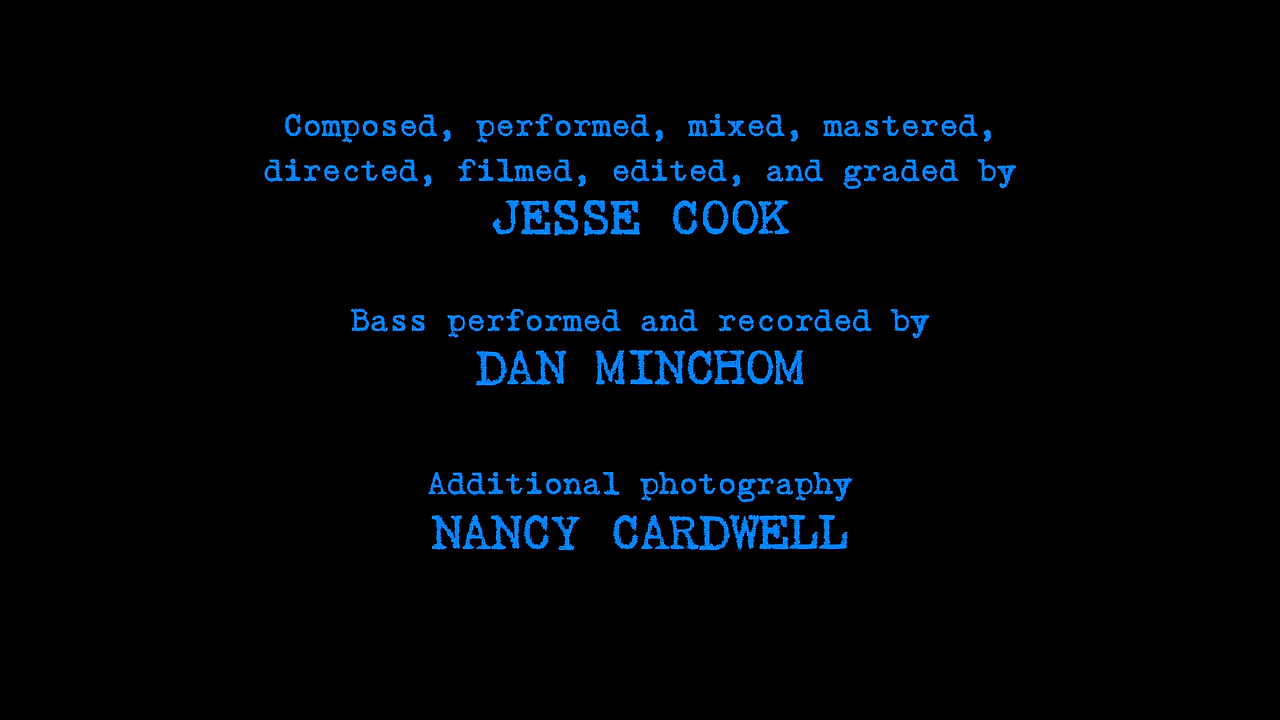 Composed, performed, mixed, mastered,
directed, filmed, edited, and graded by
JESSE COOK
Bass performed and recorded by
DAN MINCHOM
Additional photography
NANCY CARDWELL